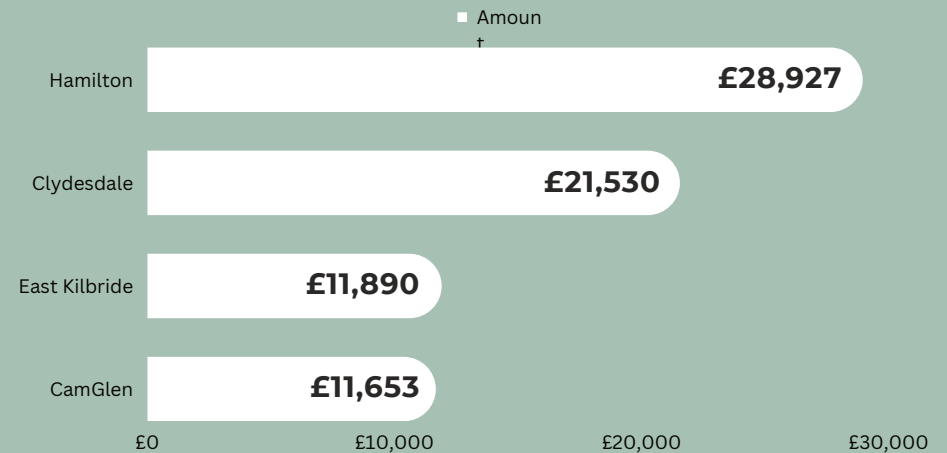 Amoun
t
Hamilton £28,927
Clydesdale £21,530
East Kilbride £11,890
CamGlen £11,653
£0 £10,000 £20,000 £30,000